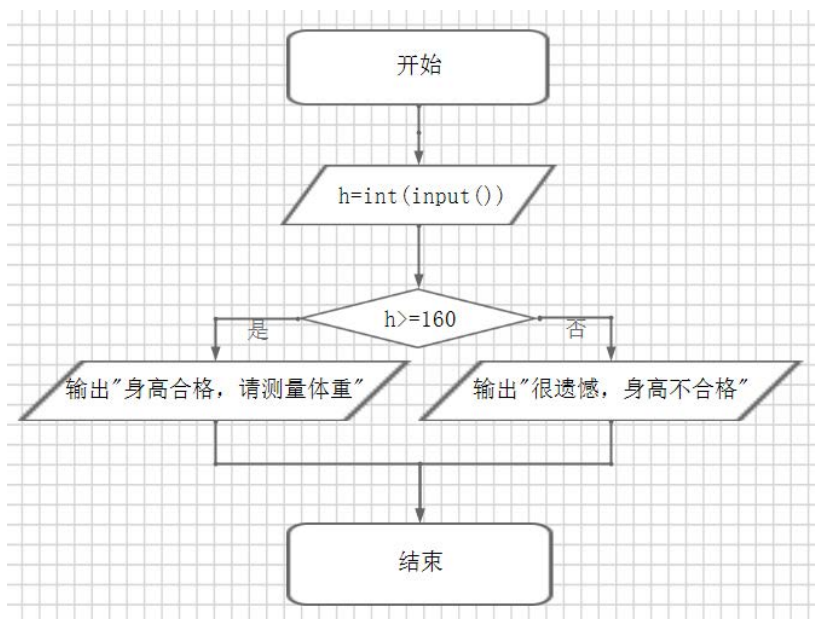 开始
h=int(input())
h>=160
是
否
输出"身高合格，请测量体重"
输出"很遗憾，身高不合格"
结束